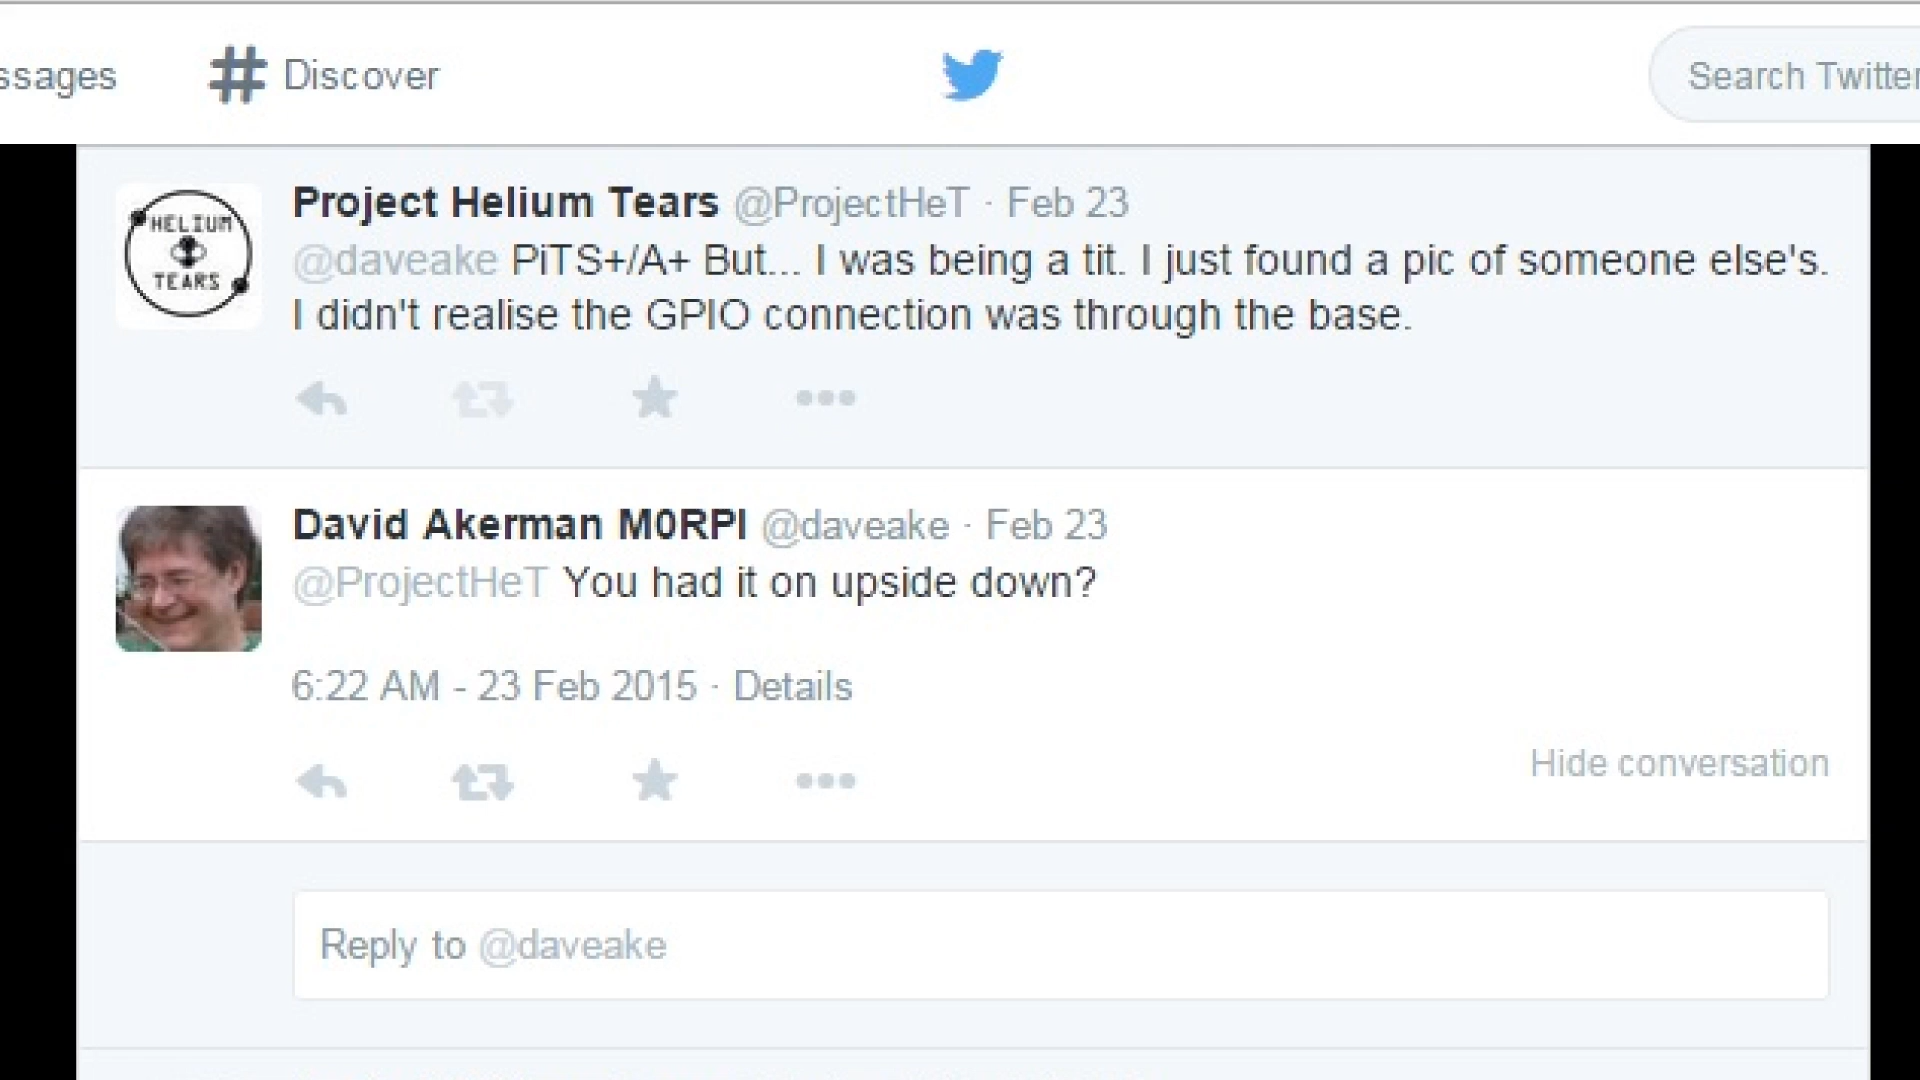 ssages
Discover
Search Twitter
HELIUM
TEARS
Project Helium Tears @ProjectHeT · Feb 23
@daveake PiTS+/A+ But... I was being a tit. I just found a pic of someone else's.
I didn't realise the GPIO connection was through the base.
David Akerman M0RPI @daveake · Feb 23
@ProjectHeT You had it on upside down?
6:22 AM - 23 Feb 2015 · Details
Hide conversation
Reply to @daveake